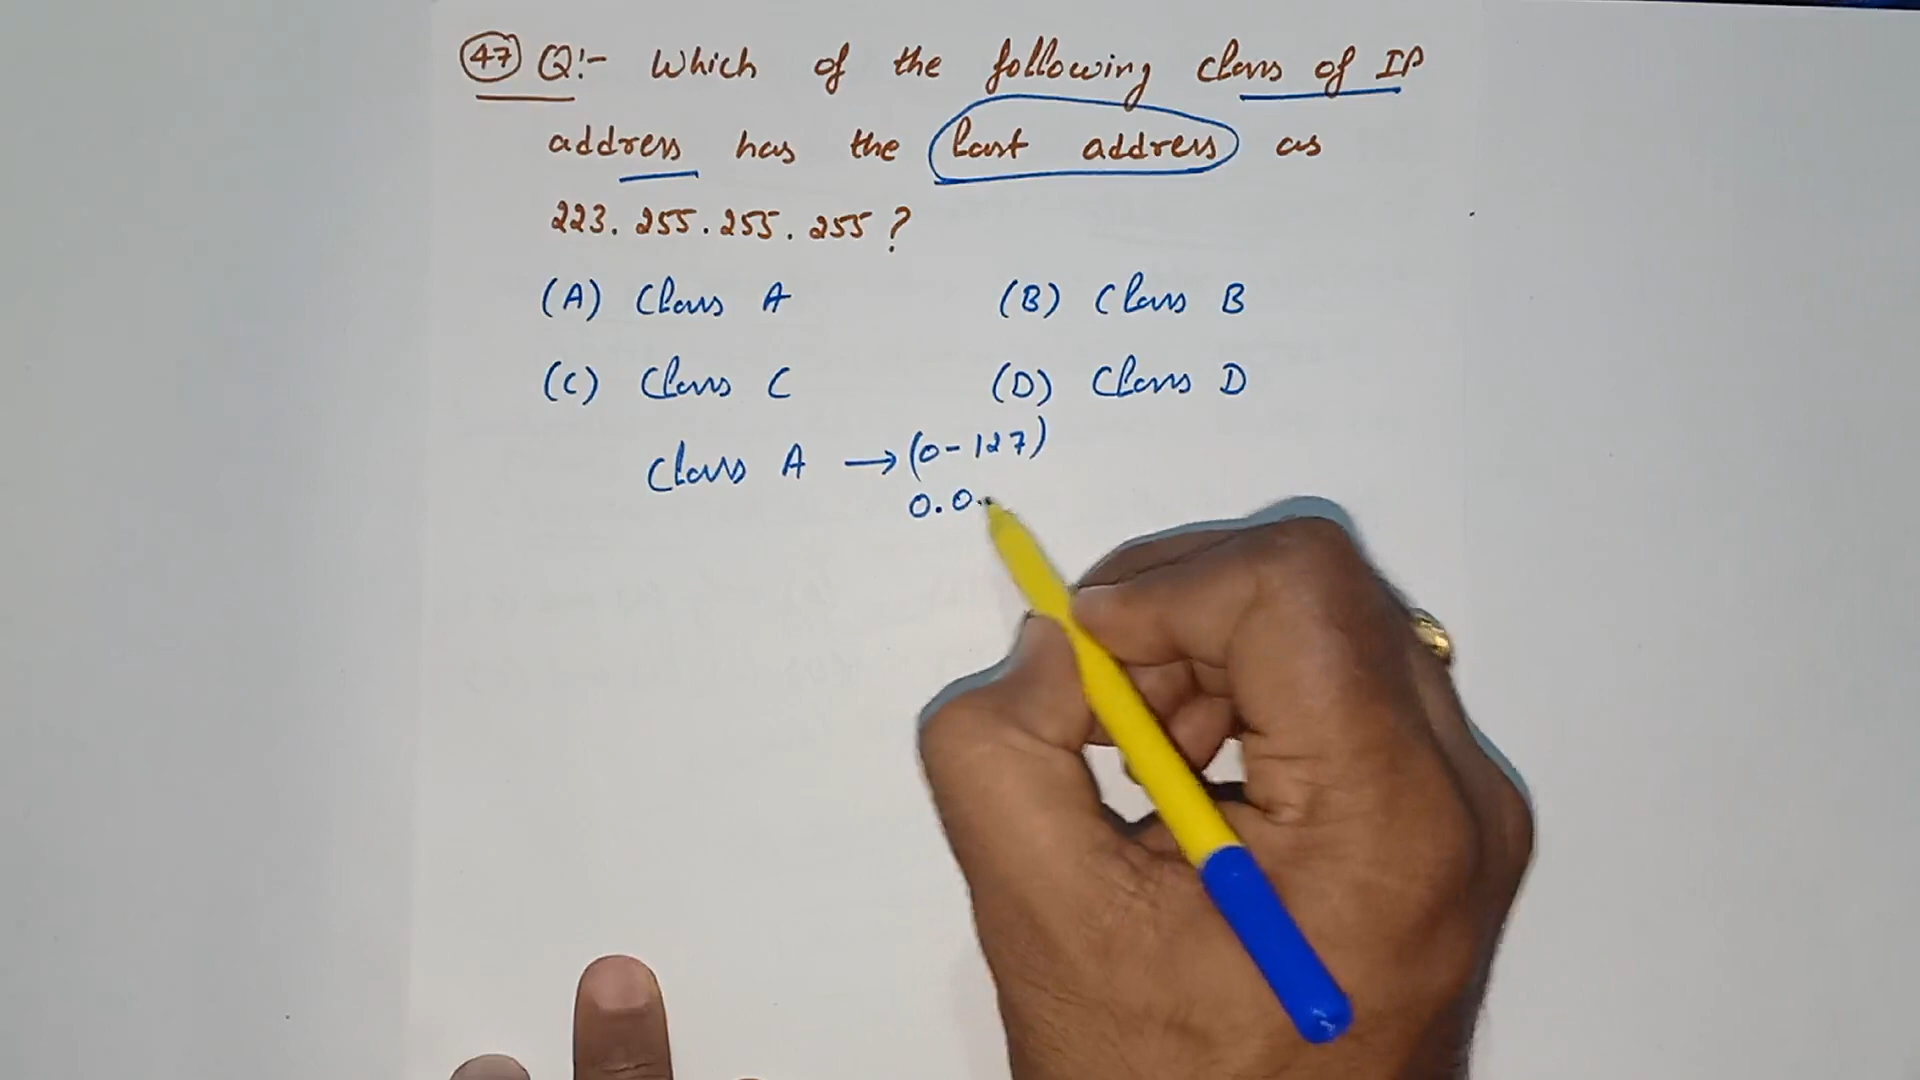 47 Q:- Which of the following class of IP
address has the last address as
223.255.255.255?
(A) Class A (B) Class B
(C) Class C (D) Class D
Class A → (0-127)
0.0.